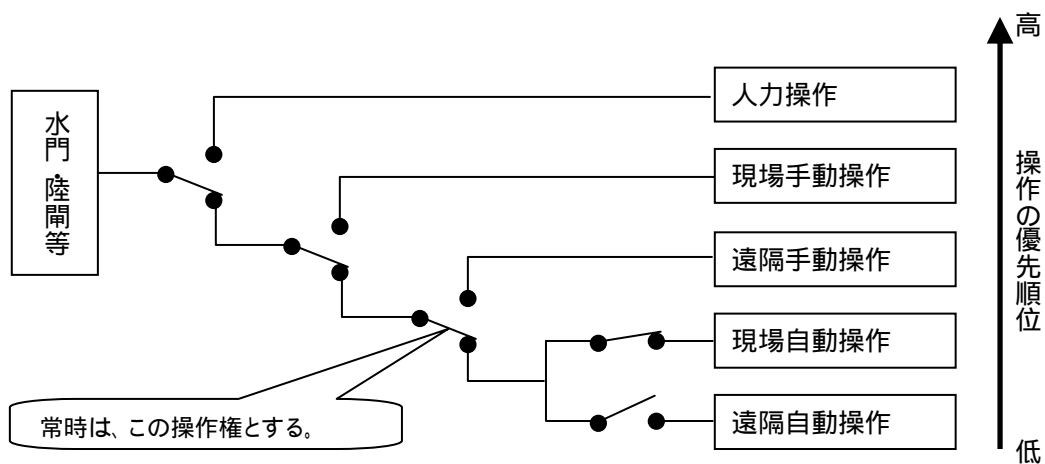 高
人力操作
水門・陸閘等
現場手動操作
操作の優先順位
遠隔手動操作
現場自動操作
常時は、この操作権とする。
遠隔自動操作
低